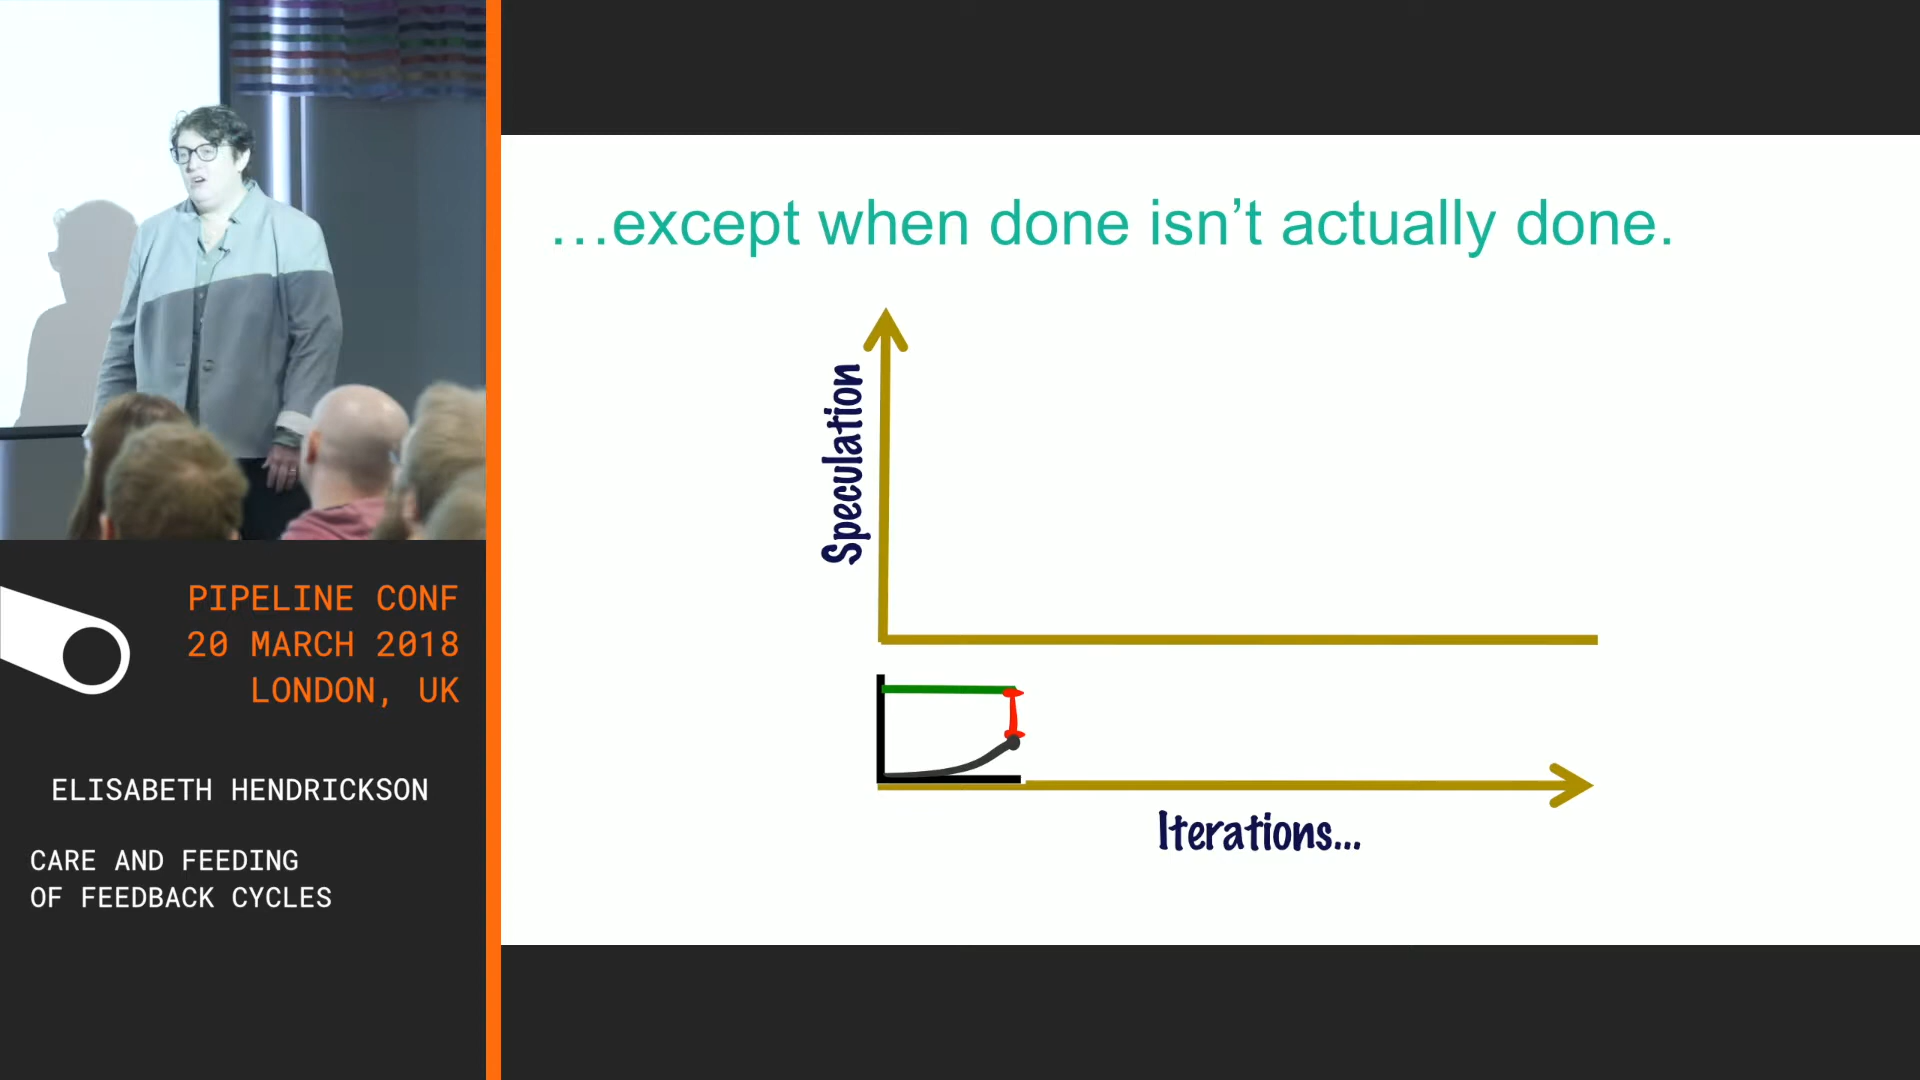 PIPELINE CONF
20 MARCH 2018
LONDON, UK
ELISABETH HENDRICKSON
CARE AND FEEDING
OF FEEDBACK CYCLES
…except when done isn’t actually done.
Speculation
Iterations...